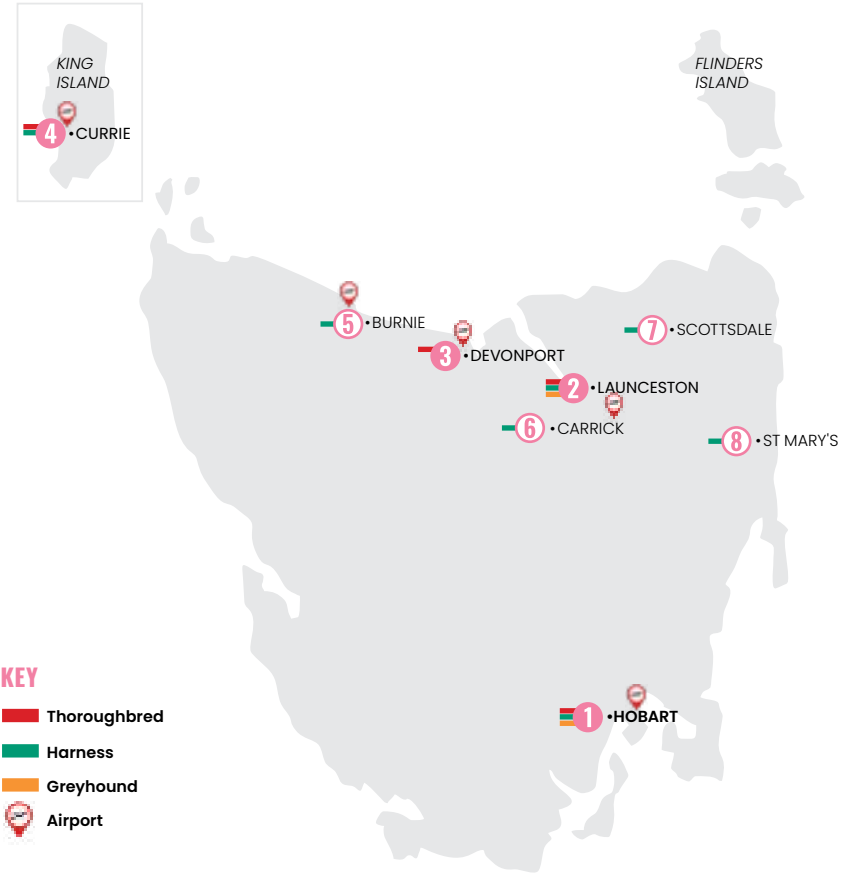 KING
ISLAND
FLINDERS
ISLAND
4 •CURRIE
5 •BURNIE
7 •SCOTTSDALE
3 •DEVONPORT
2 •LAUNCESTON
6 •CARRICK
8 •ST MARY'S
KEY
Thoroughbred
1 •HOBART
Harness
Greyhound
Airport